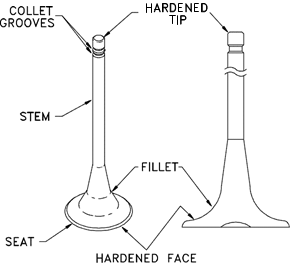 COLLET
GROOVES
HARDENED
TIP
STEM
FILLET
SEAT
HARDENED FACE